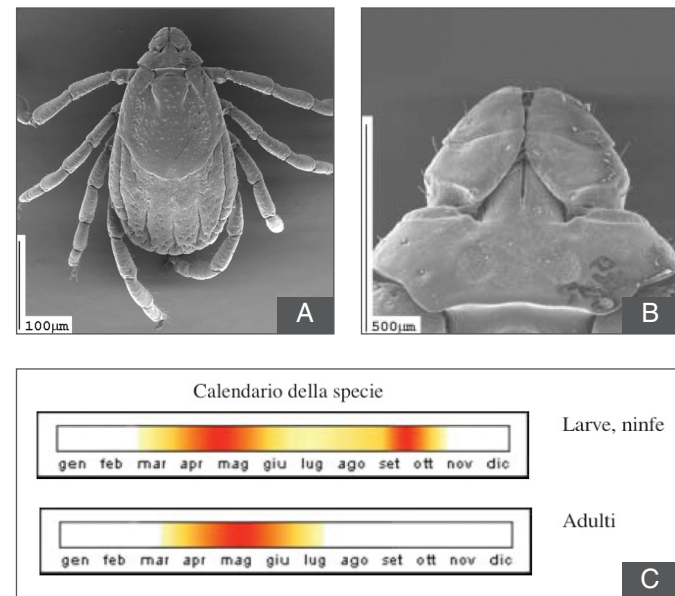 A
100µm
B
500µm
Calendario della specie
Larve, ninfe
gen feb mar apr mag giu lug ago set ott nov dic
Adulti
gen feb mar apr mag giu lug ago set ott nov dic
C